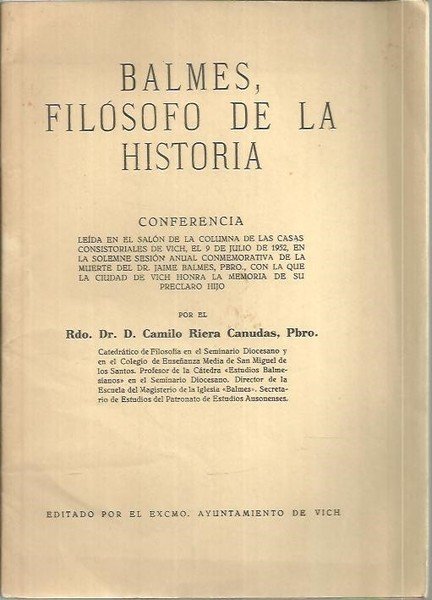 BALMES,
FILÓSOFO DE LA
HISTORIA
CONFERENCIA
LEÍDA EN EL SALÓN DE LA COLUMNA DE LAS CASAS
CONSISTORIALES DE VICH, EL 9 DE JULIO DE 1952, EN
LA SOLEMNE SESIÓN ANUAL CONMEMORATIVA DE LA
MUERTE DEL DR. JAIME BALMES, PBRO., CON LA QUE
LA CIUDAD DE VICH HONRA LA MEMORIA DE SU
PRECLARO HIJO
POR EL
Rdo. Dr. D. Camilo Riera Canudas, Pbro.
Catedrático de Filosofía en el Seminario Diocesano y
en el Colegio de Enseñanza Media de San Miguel de
los Santos. Profesor de la Cátedra «Estudios Balme-
sianos» en el Seminario Diocesano. Director de la
Escuela del Magisterio de la Iglesia «Balmes». Secreta-
rio de Estudios del Patronato de Estudios Ausonenses.
EDITADO POR EL EXCMO. AYUNTAMIENTO DE VICH